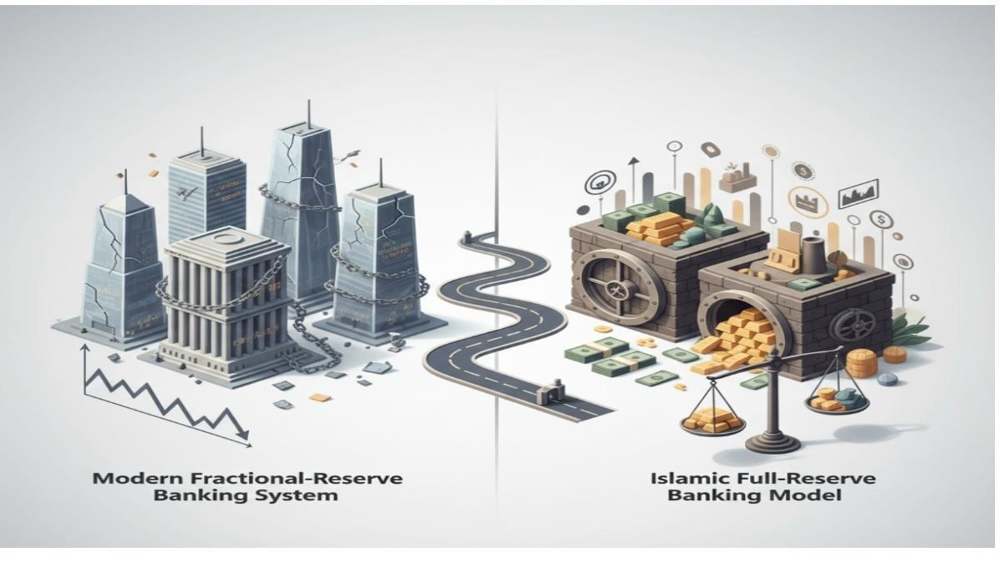 Modern Fractional-Reserve
Banking System
Islamic Full-Reserve
Banking Model
$
$